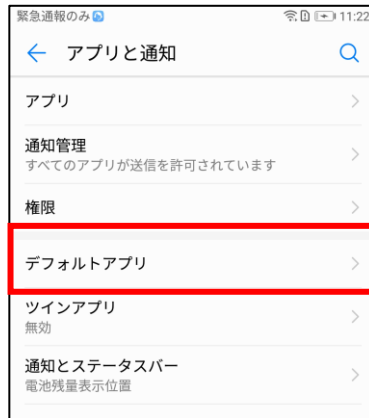 緊急通報のみ 11:22
アプリと通知
アプリ
通知管理
すべてのアプリが送信を許可されています
権限
デフォルトアプリ
ツインアプリ
無効
通知とステータスバー
電池残量表示位置